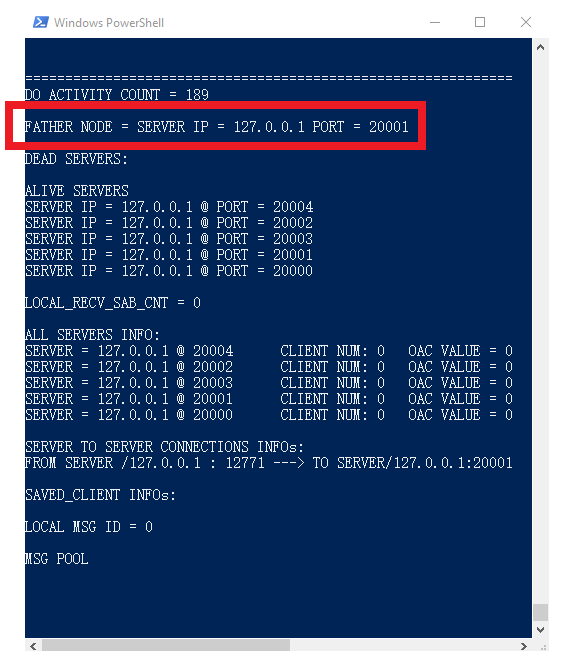 Windows PowerShell
=============================================================
DO ACTIVITY COUNT = 189
FATHER NODE = SERVER IP = 127.0.0.1 PORT = 20001
DEAD SERVERS:
ALIVE SERVERS
SERVER IP = 127.0.0.1 @ PORT = 20004
SERVER IP = 127.0.0.1 @ PORT = 20002
SERVER IP = 127.0.0.1 @ PORT = 20003
SERVER IP = 127.0.0.1 @ PORT = 20001
SERVER IP = 127.0.0.1 @ PORT = 20000
LOCAL_RECV_SAB_CNT = 0
ALL SERVERS INFO:
SERVER = 127.0.0.1 @ 20004 CLIENT NUM: 0 OAC VALUE = 0
SERVER = 127.0.0.1 @ 20002 CLIENT NUM: 0 OAC VALUE = 0
SERVER = 127.0.0.1 @ 20003 CLIENT NUM: 0 OAC VALUE = 0
SERVER = 127.0.0.1 @ 20001 CLIENT NUM: 0 OAC VALUE = 0
SERVER = 127.0.0.1 @ 20000 CLIENT NUM: 0 OAC VALUE = 0
SERVER TO SERVER CONNECTIONS INFOs:
FROM SERVER /127.0.0.1 : 12771 ---> TO SERVER/127.0.0.1:20001
SAVED_CLIENT INFOs:
LOCAL MSG ID = 0
MSG POOL